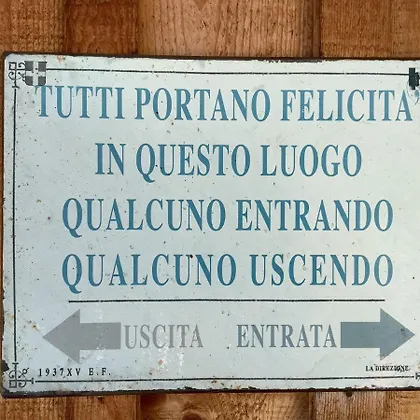 TUTTI PORTANO FELICITA'
IN QUESTO LUOGO
QUALCUNO ENTRANDO
QUALCUNO USCENDO
USCITA ENTRATA
1937XV E.F. LA DIREZIONE